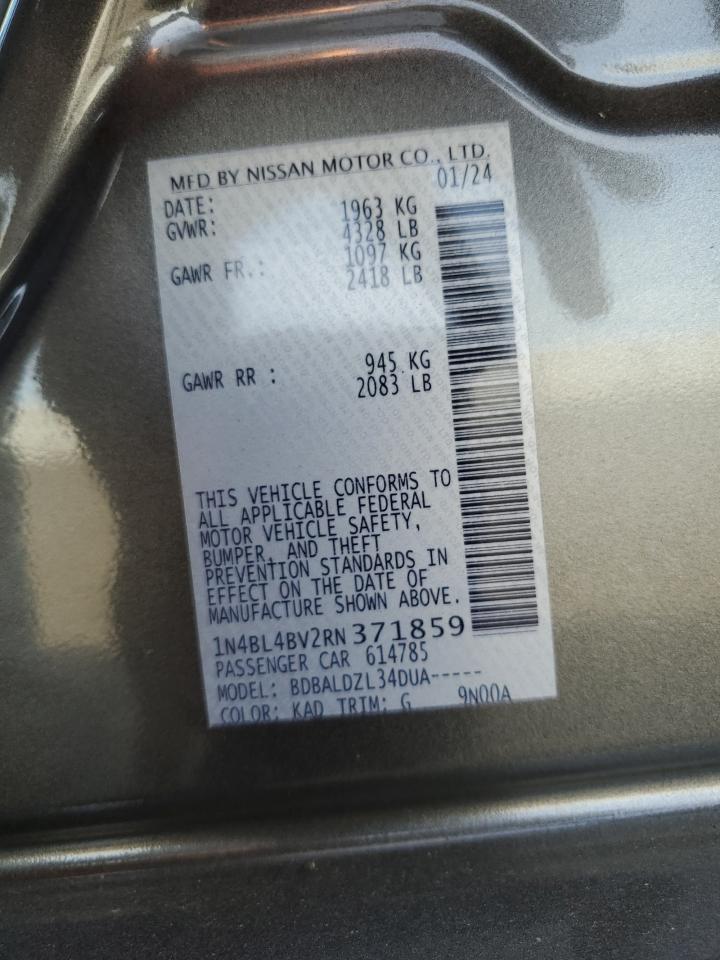 MFD BY NISSAN MOTOR CO., LTD.
DATE: 01/24
GVWR: 1963 KG
4328 LB
GAWR FR.: 1097 KG
2418 LB
GAWR RR : 945 KG
2083 LB
THIS VEHICLE CONFORMS TO
ALL APPLICABLE FEDERAL
MOTOR VEHICLE SAFETY,
BUMPER, AND THEFT
PREVENTION STANDARDS IN
EFFECT ON THE DATE OF
MANUFACTURE SHOWN ABOVE.
1N4BL4BV2RN371859
PASSENGER CAR 614785
MODEL: BDBALDZL34DUA-----
COLOR: KAD TRIM: G 9N00A